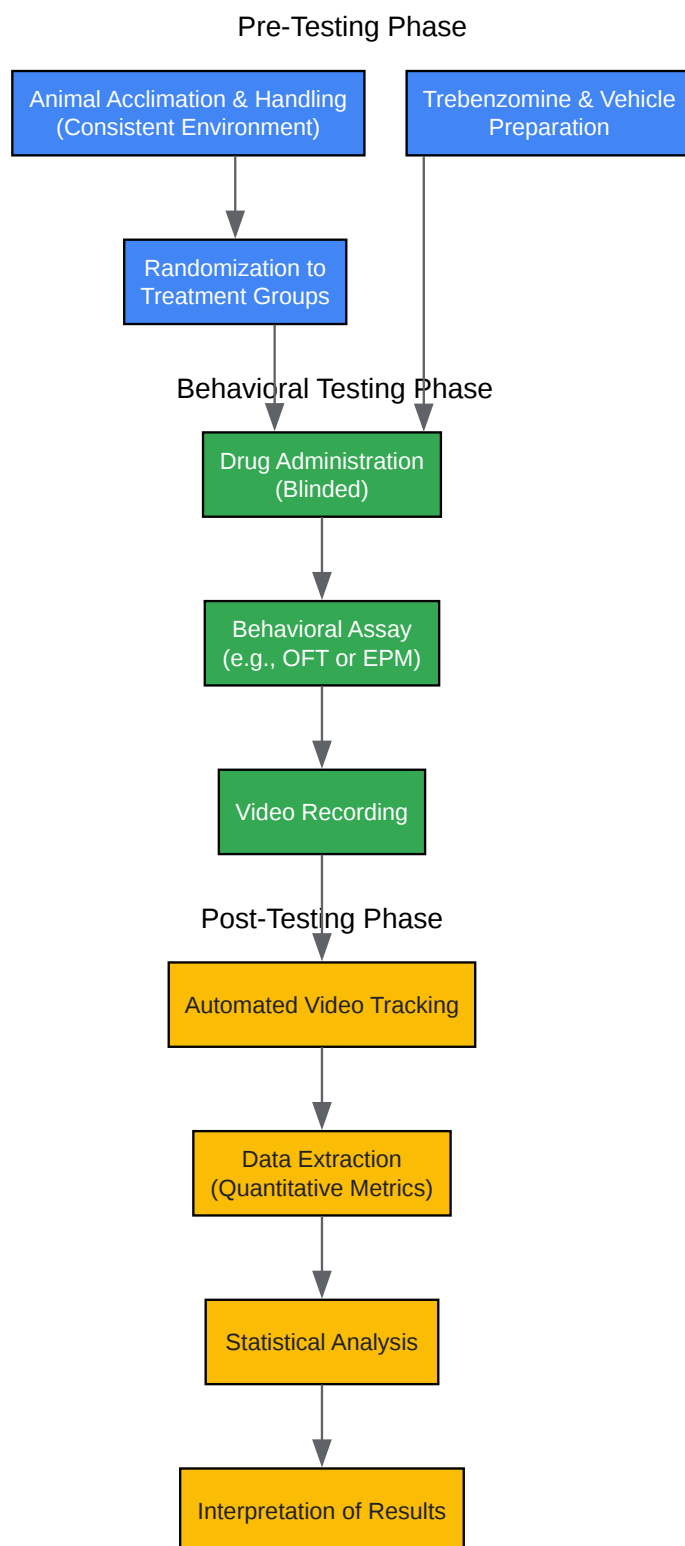 Pre-Testing Phase
Animal Acclimation & Handling
(Consistent Environment)
Trebenzomine & Vehicle
Preparation
Randomization to
Treatment Groups
Behavioral Testing Phase
Drug Administration
(Blinded)
Behavioral Assay
(e.g., OFT or EPM)
Video Recording
Post-Testing Phase
Automated Video Tracking
Data Extraction
(Quantitative Metrics)
Statistical Analysis
Interpretation of Results